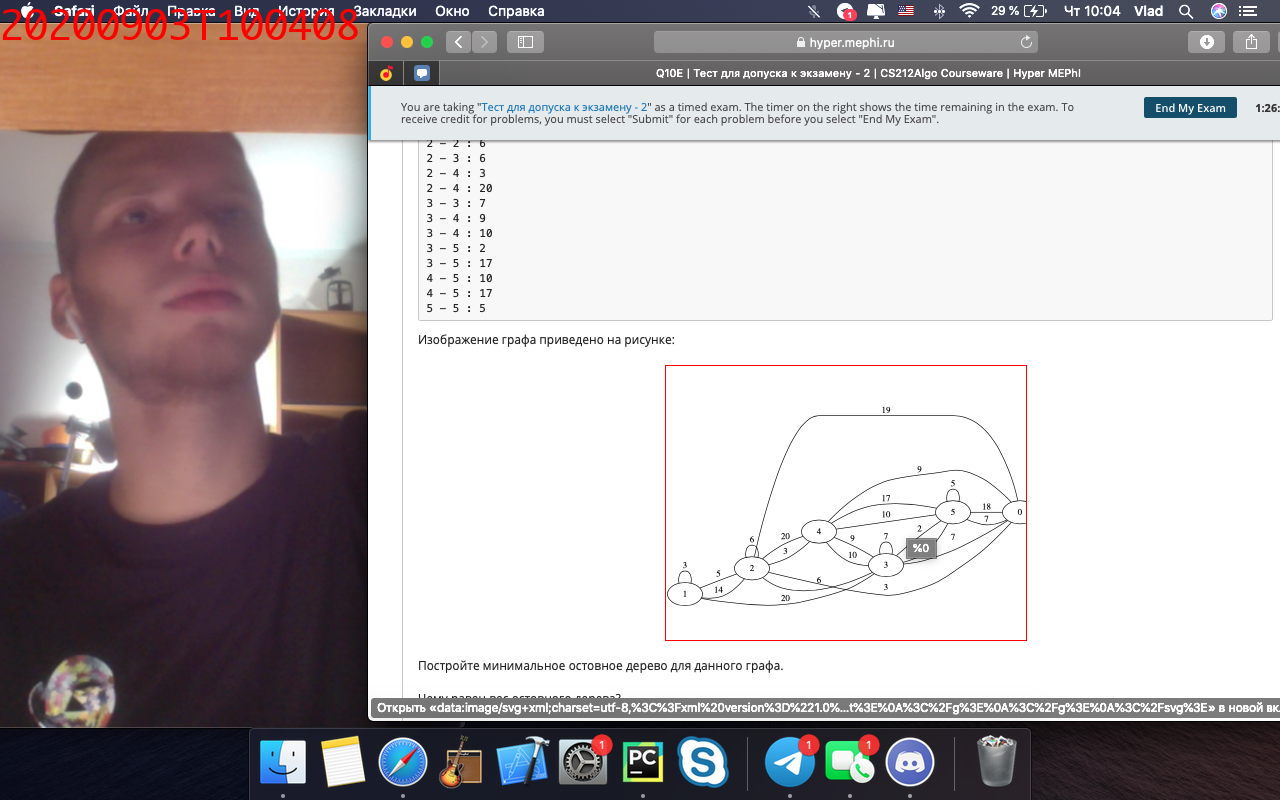 20200903T100408
Safari Файл Правка Вид История Закладки Окно Справка
1 29 % Чт 10:04 Vlad
hyper.mephi.ru
Q10E | Тест для допуска к экзамену - 2 | CS212Algo Courseware | Hyper MEPhI
You are taking "Тест для допуска к экзамену - 2" as a timed exam. The timer on the right shows the time remaining in the exam. To
receive credit for problems, you must select "Submit" for each problem before you select "End My Exam".
End My Exam
1:26:
2 – 2 : 6
2 – 3 : 6
2 – 4 : 3
2 – 4 : 20
3 – 3 : 7
3 – 4 : 9
3 – 4 : 10
3 – 5 : 2
3 – 5 : 17
4 – 5 : 10
4 – 5 : 17
5 – 5 : 5
Изображение графа приведено на рисунке:
19
9
5
17
18
10
5
0
7
20
4
2
6
9
7
7
3
10
%0
3
5
2
3
14
6
3
1
20
Постройте минимальное остовное дерево для данного графа.
Чему равен вес остовного дерева?
Открыть «data:image/svg+xml;charset=utf-8,%3C%3Fxml%20version%3D%221.0%...t%3E%0A%3C%2Fg%3E%0A%3C%2Fg%3E%0A%3C%2Fsvg%3E» в новой вк
1
PC
1
1